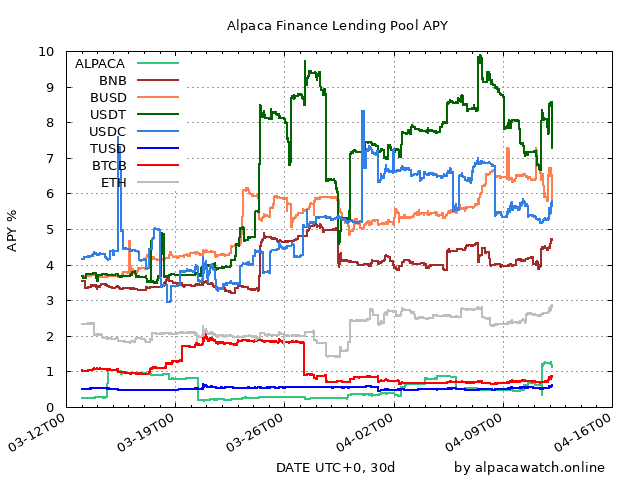 Alpaca Finance Lending Pool APY
10
9
8
7
6
5
4
3
2
1
0
APY %
ALPACA
BNB
BUSD
USDT
USDC
TUSD
BTCB
ETH
03-12T00
03-19T00
03-26T00
04-02T00
04-09T00
04-16T00
DATE UTC+0, 30d
by alpacawatch.online